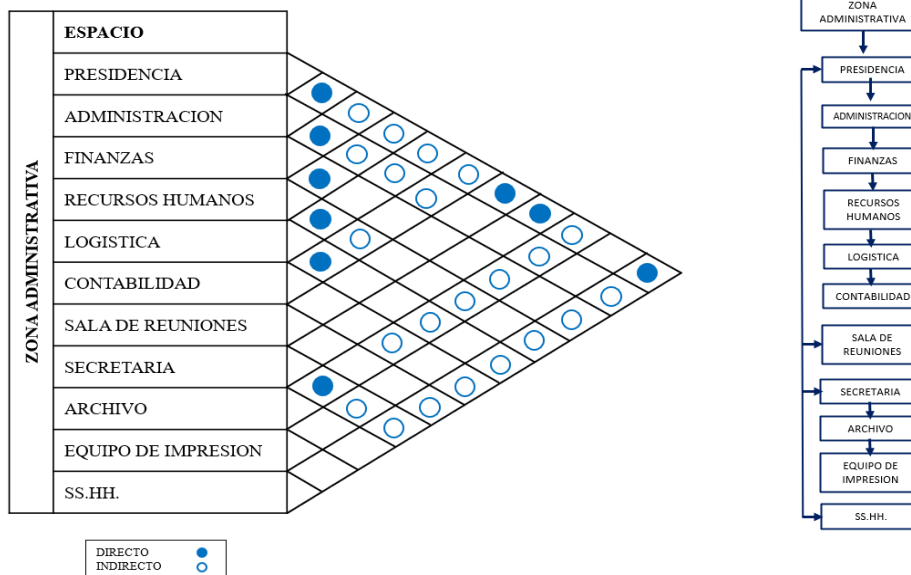 ESPACIO
PRESIDENCIA
ADMINISTRACION
FINANZAS
RECURSOS HUMANOS
LOGISTICA
CONTABILIDAD
SALA DE REUNIONES
SECRETARIA
ARCHIVO
EQUIPO DE IMPRESION
SS.HH.
ZONA ADMINISTRATIVA
DIRECTO
INDIRECTO
ZONA
ADMINISTRATIVA
PRESIDENCIA
ADMINISTRACION
FINANZAS
RECURSOS
HUMANOS
LOGISTICA
CONTABILIDAD
SALA DE
REUNIONES
SECRETARIA
ARCHIVO
EQUIPO DE
IMPRESION
SS.HH.